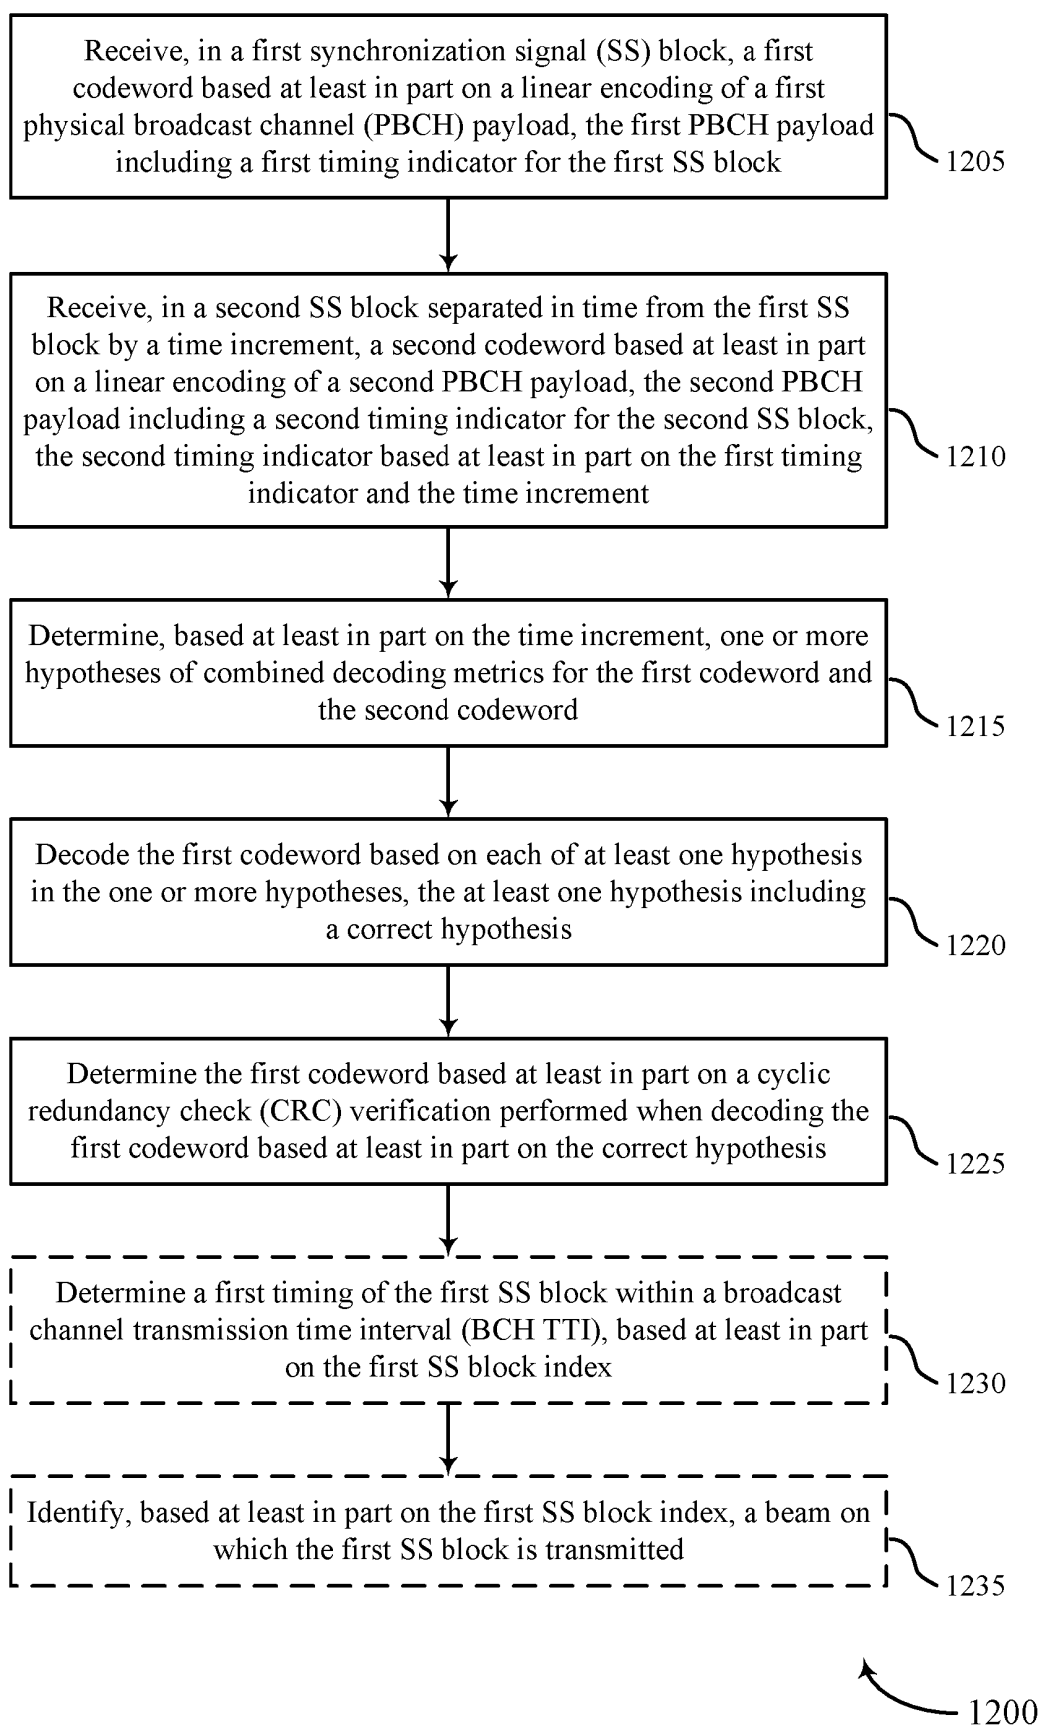 Receive, in a first synchronization signal (SS) block, a first
codeword based at least in part on a linear encoding of a first
physical broadcast channel (PBCH) payload, the first PBCH payload
including a first timing indicator for the first SS block
1205
Receive, in a second SS block separated in time from the first SS
block by a time increment, a second codeword based at least in part
on a linear encoding of a second PBCH payload, the second PBCH
payload including a second timing indicator for the second SS block,
the second timing indicator based at least in part on the first timing
indicator and the time increment
1210
Determine, based at least in part on the time increment, one or more
hypotheses of combined decoding metrics for the first codeword and
the second codeword
1215
Decode the first codeword based on each of at least one hypothesis
in the one or more hypotheses, the at least one hypothesis including
a correct hypothesis
1220
Determine the first codeword based at least in part on a cyclic
redundancy check (CRC) verification performed when decoding the
first codeword based at least in part on the correct hypothesis
1225
Determine a first timing of the first SS block within a broadcast
channel transmission time interval (BCH TTI), based at least in part
on the first SS block index
1230
Identify, based at least in part on the first SS block index, a beam on
which the first SS block is transmitted
1235
1200